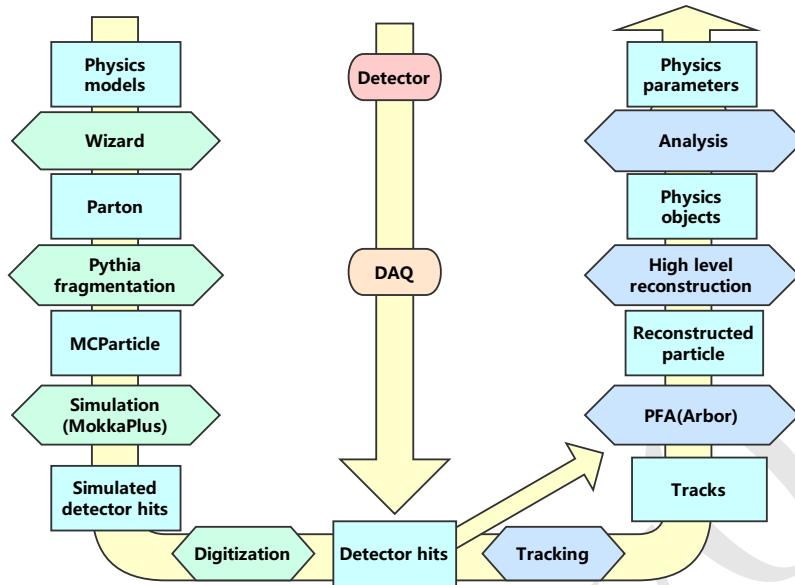 Physics
models
Wizard
Parton
Pythia
fragmentation
MCParticle
Simulation
(MokkaPlus)
Simulated
detector hits
Digitization
Detector
DAQ
Detector hits
Tracking
Tracks
PFA(Arbor)
Reconstructed
particle
High level
reconstruction
Physics
objects
Analysis
Physics
parameters